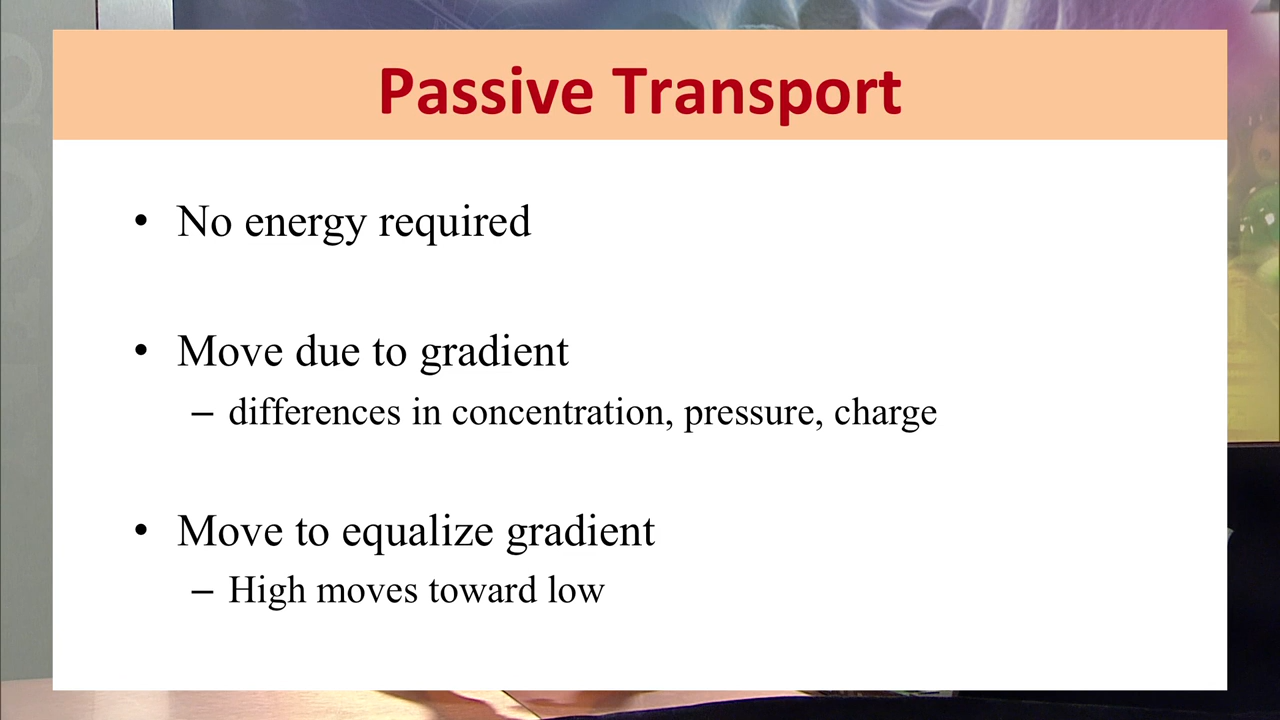 Passive Transport
• No energy required
• Move due to gradient
– differences in concentration, pressure, charge
• Move to equalize gradient
– High moves toward low